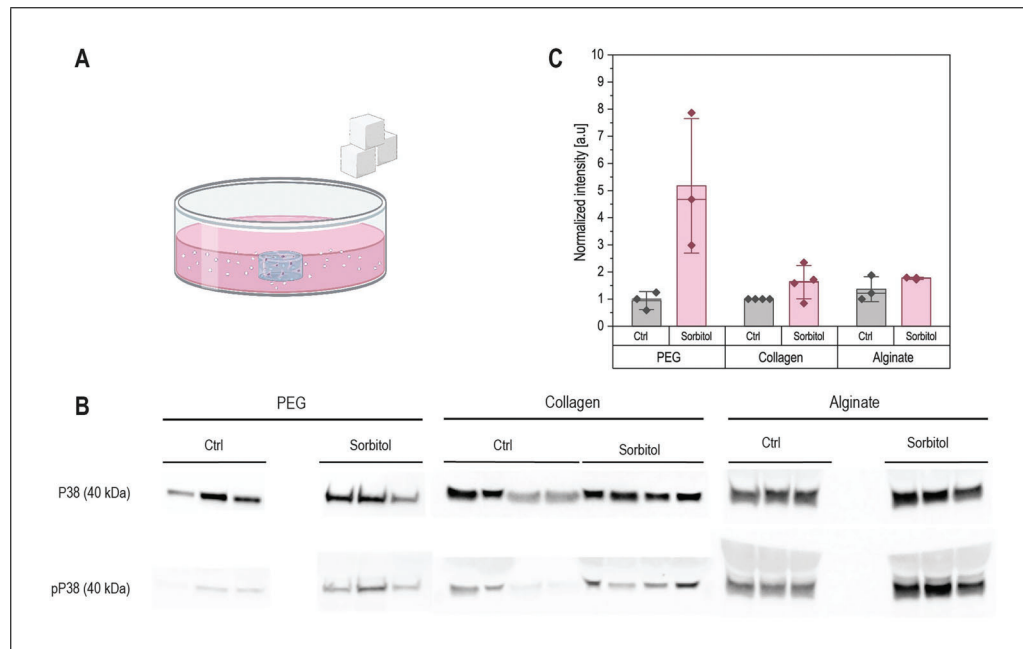 A
C
Normalized intensity [a.u]
10
9
8
7
6
5
4
3
2
1
0
Ctrl Sorbitol Ctrl Sorbitol Ctrl Sorbitol
PEG Collagen Alginate
B
PEG Collagen Alginate
Ctrl Sorbitol Ctrl Sorbitol Ctrl Sorbitol
P38 (40 kDa)
pP38 (40 kDa)